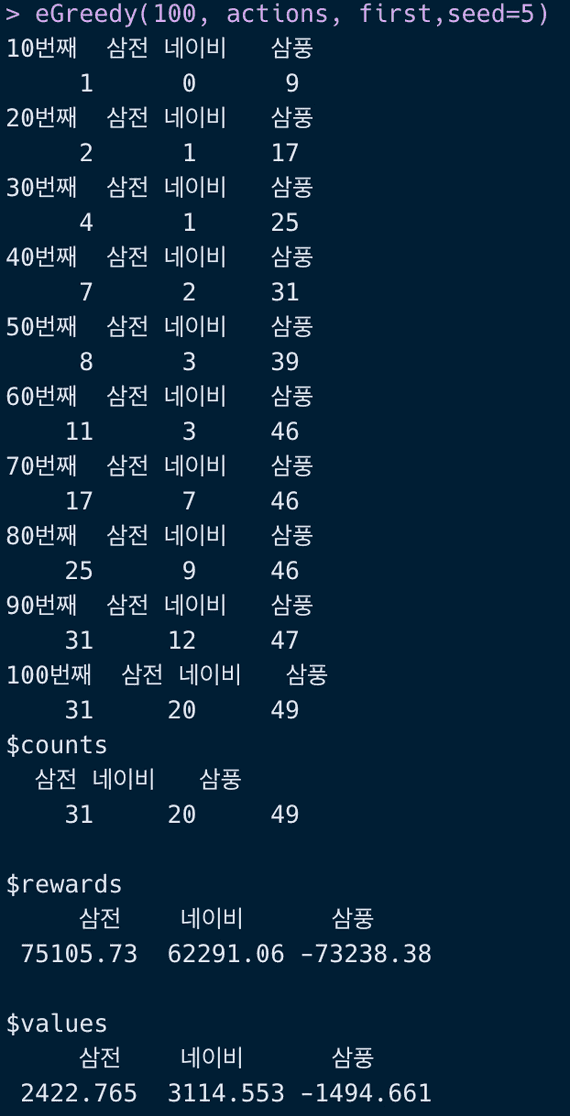 > eGreedy(100, actions, first,seed=5)
10번째 삼전 네이비 삼풍
1 0 9
20번째 삼전 네이비 삼풍
2 1 17
30번째 삼전 네이비 삼풍
4 1 25
40번째 삼전 네이비 삼풍
7 2 31
50번째 삼전 네이비 삼풍
8 3 39
60번째 삼전 네이비 삼풍
11 3 46
70번째 삼전 네이비 삼풍
17 7 46
80번째 삼전 네이비 삼풍
25 9 46
90번째 삼전 네이비 삼풍
31 12 47
100번째 삼전 네이비 삼풍
31 20 49
$counts
삼전 네이비 삼풍
31 20 49
$rewards
삼전 네이비 삼풍
75105.73 62291.06 -73238.38
$values
삼전 네이비 삼풍
2422.765 3114.553 -1494.661